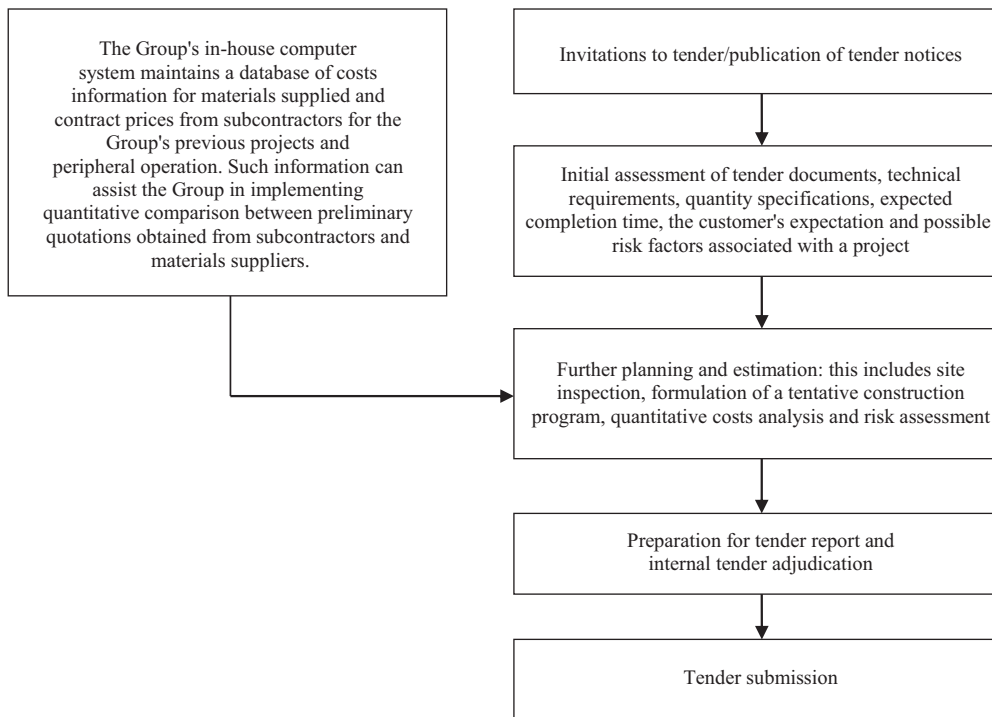 The Group's in-house computer
system maintains a database of costs
information for materials supplied and
contract prices from subcontractors for the
Group's previous projects and
peripheral operation. Such information can
assist the Group in implementing
quantitative comparison between preliminary
quotations obtained from subcontractors and
materials suppliers.
Invitations to tender/publication of tender notices
Initial assessment of tender documents, technical
requirements, quantity specifications, expected
completion time, the customer's expectation and possible
risk factors associated with a project
Further planning and estimation: this includes site
inspection, formulation of a tentative construction
program, quantitative costs analysis and risk assessment
Preparation for tender report and
internal tender adjudication
Tender submission